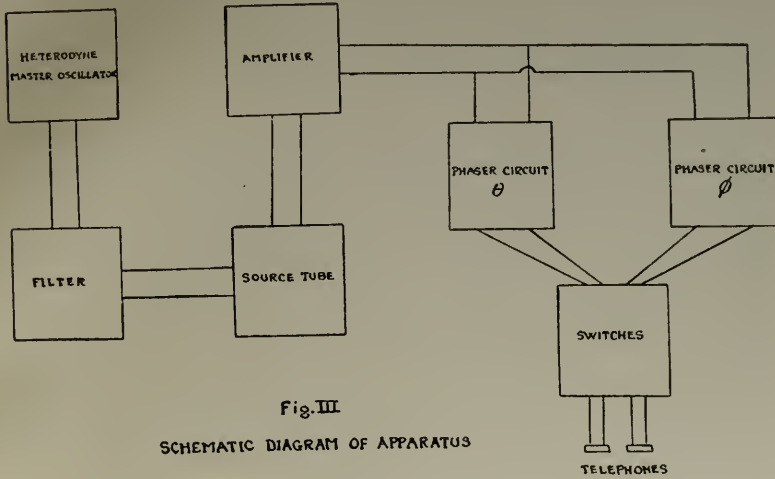 HETERODYNE
MASTER OSCILLATOR
AMPLIFIER
PHASER CIRCUIT
θ
PHASER CIRCUIT
ϕ
FILTER
SOURCE TUBE
SWITCHES
Fig. III
SCHEMATIC DIAGRAM OF APPARATUS
TELEPHONES